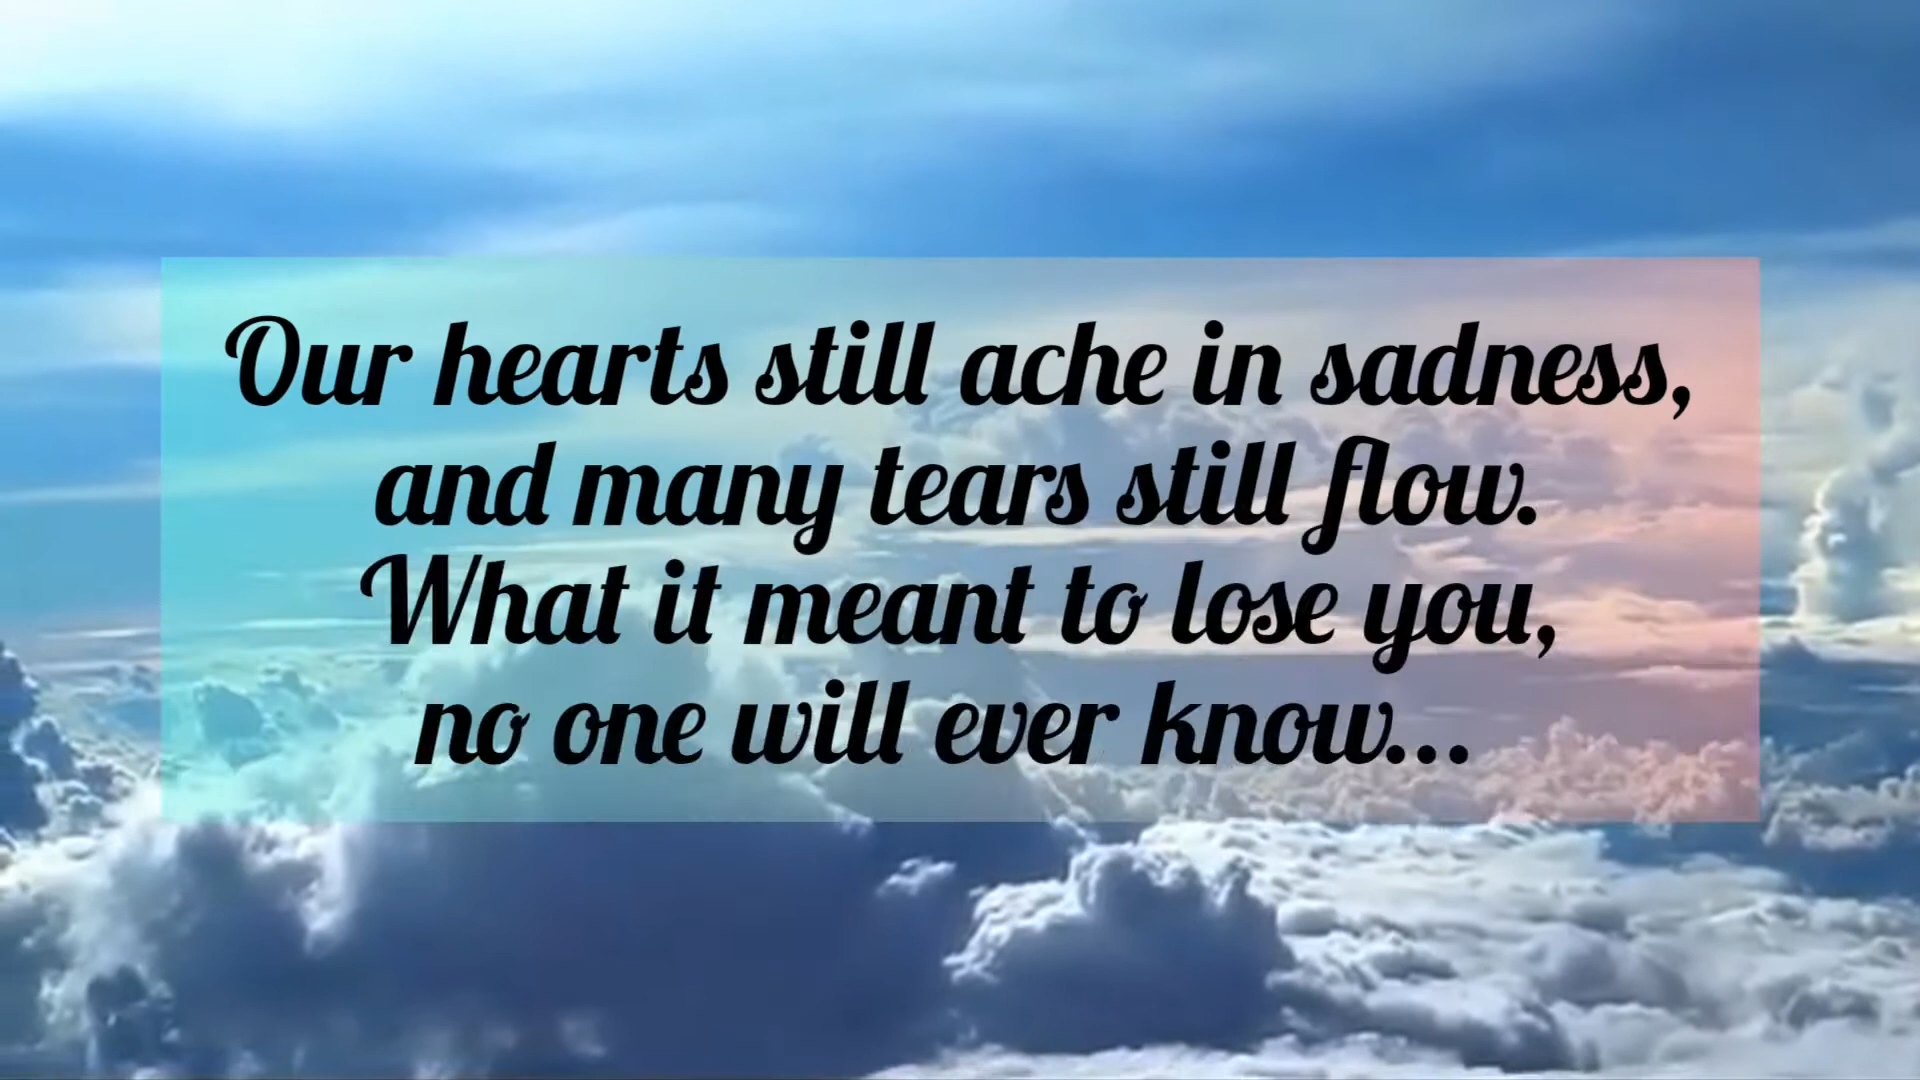 Our hearts still ache in sadness,
and many tears still flow.
What it meant to lose you,
no one will ever know...